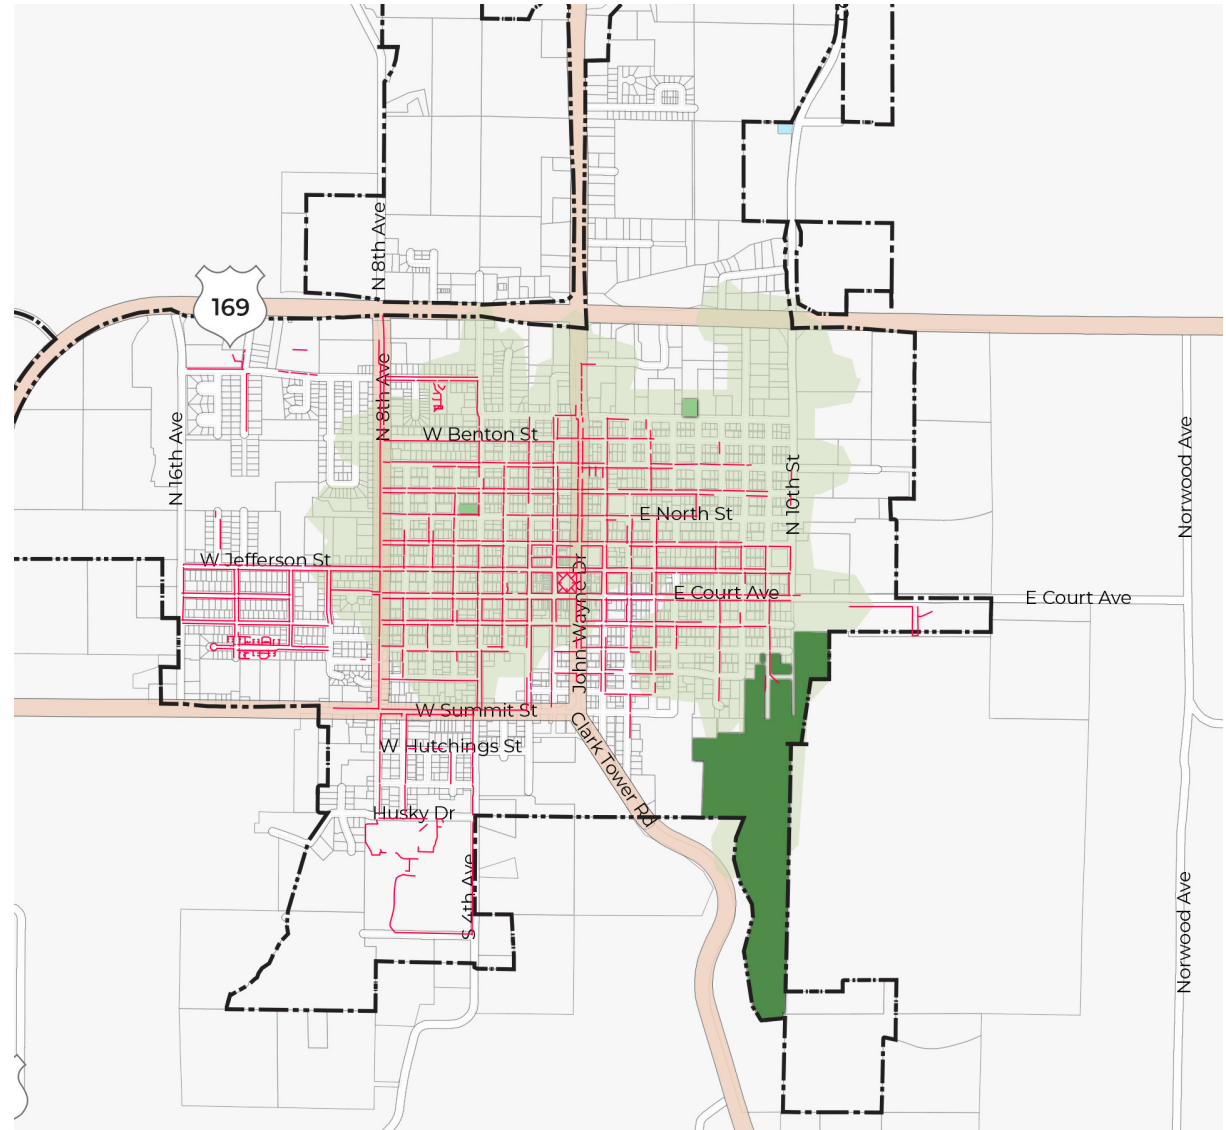 N 8th Ave
169
N 8th Ave
W Benton St
N 16th Ave
Norwood Ave
N 10th St
E North St
W Jefferson St
E Court Ave
E Court Ave
John Wayne Dr
W Summit St
W Hutchings St
Clark Tower Rd
Husky Dr
S 4th Ave
Norwood Ave